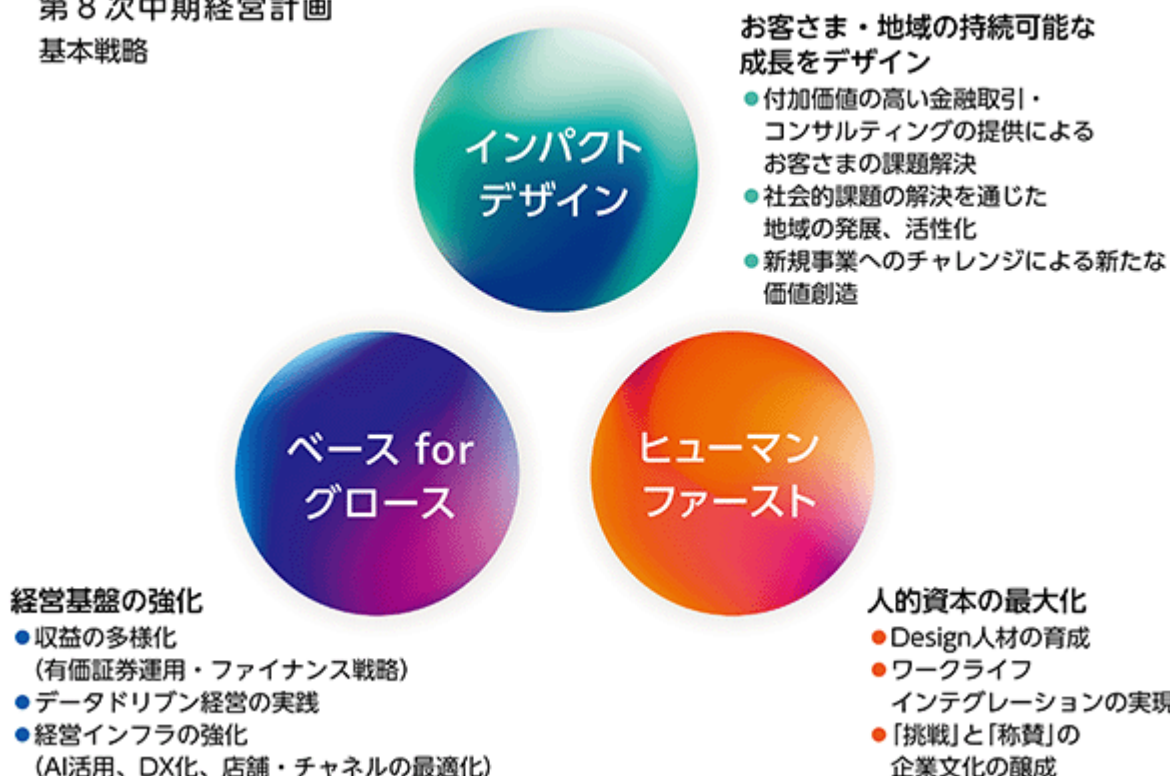 第8次中期経営計画
基本戦略
インパクト
デザイン
お客さま・地域の持続可能な
成長をデザイン
●付加価値の高い金融取引・
コンサルティングの提供による
お客さまの課題解決
●社会的課題の解決を通じた
地域の発展、活性化
●新規事業へのチャレンジによる新たな
価値創造
ベース for
グロース
経営基盤の強化
●収益の多様化
（有価証券運用・ファイナンス戦略）
●データドリブン経営の実践
●経営インフラの強化
（AI活用、DX化、店舗・チャネルの最適化）
ヒューマン
ファースト
人的資本の最大化
●Design人材の育成
●ワークライフ
インテグレーションの実現
●「挑戦」と「称賛」の
企業文化の醸成